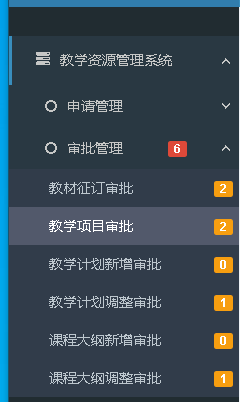 教学资源管理系统
申请管理
审批管理 6
教材征订审批 2
教学项目审批 2
教学计划新增审批 0
教学计划调整审批 1
课程大纲新增审批 0
课程大纲调整审批 1